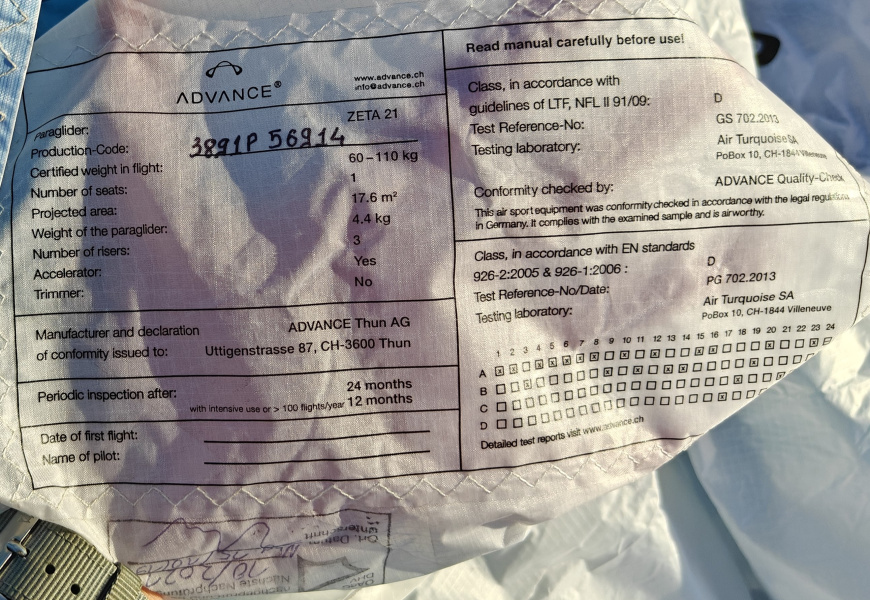 ADVANCE®
www.advance.ch
info@advance.ch
Paraglider: ZETA 21
Production-Code: 3891P 56914
Certified weight in flight: 60–110 kg
Number of seats: 1
Projected area: 17.6 m²
Weight of the paraglider: 4.4 kg
Number of risers: 3
Accelerator: Yes
Trimmer: No
Manufacturer and declaration ADVANCE Thun AG
of conformity issued to: Uttigenstrasse 87, CH-3600 Thun
Periodic inspection after: 24 months
with intensive use or > 100 flights/year 12 months
Date of first flight:
Name of pilot:
Read manual carefully before use!
Class, in accordance with
guidelines of LTF, NFL II 91/09: D
Test Reference-No: GS 702.2013
Testing laboratory: Air Turquoise SA
PoBox 10, CH-1844 Villeneuve
Conformity checked by: ADVANCE Quality-Check
This air sport equipment was conformity checked in accordance with the legal regulations
in Germany. It complies with the examined sample and is airworthy.
Class, in accordance with EN standards
926-2:2005 & 926-1:2006 : D
Test Reference-No/Date: PG 702.2013
Testing laboratory: Air Turquoise SA
PoBox 10, CH-1844 Villeneuve
1 2 3 4 5 6 7 8 9 10 11 12 13 14 15 16 17 18 19 20 21 22 23 24
A
B
C
D
Detailed test reports visit www.advance.ch
Nächste Nachprüfung